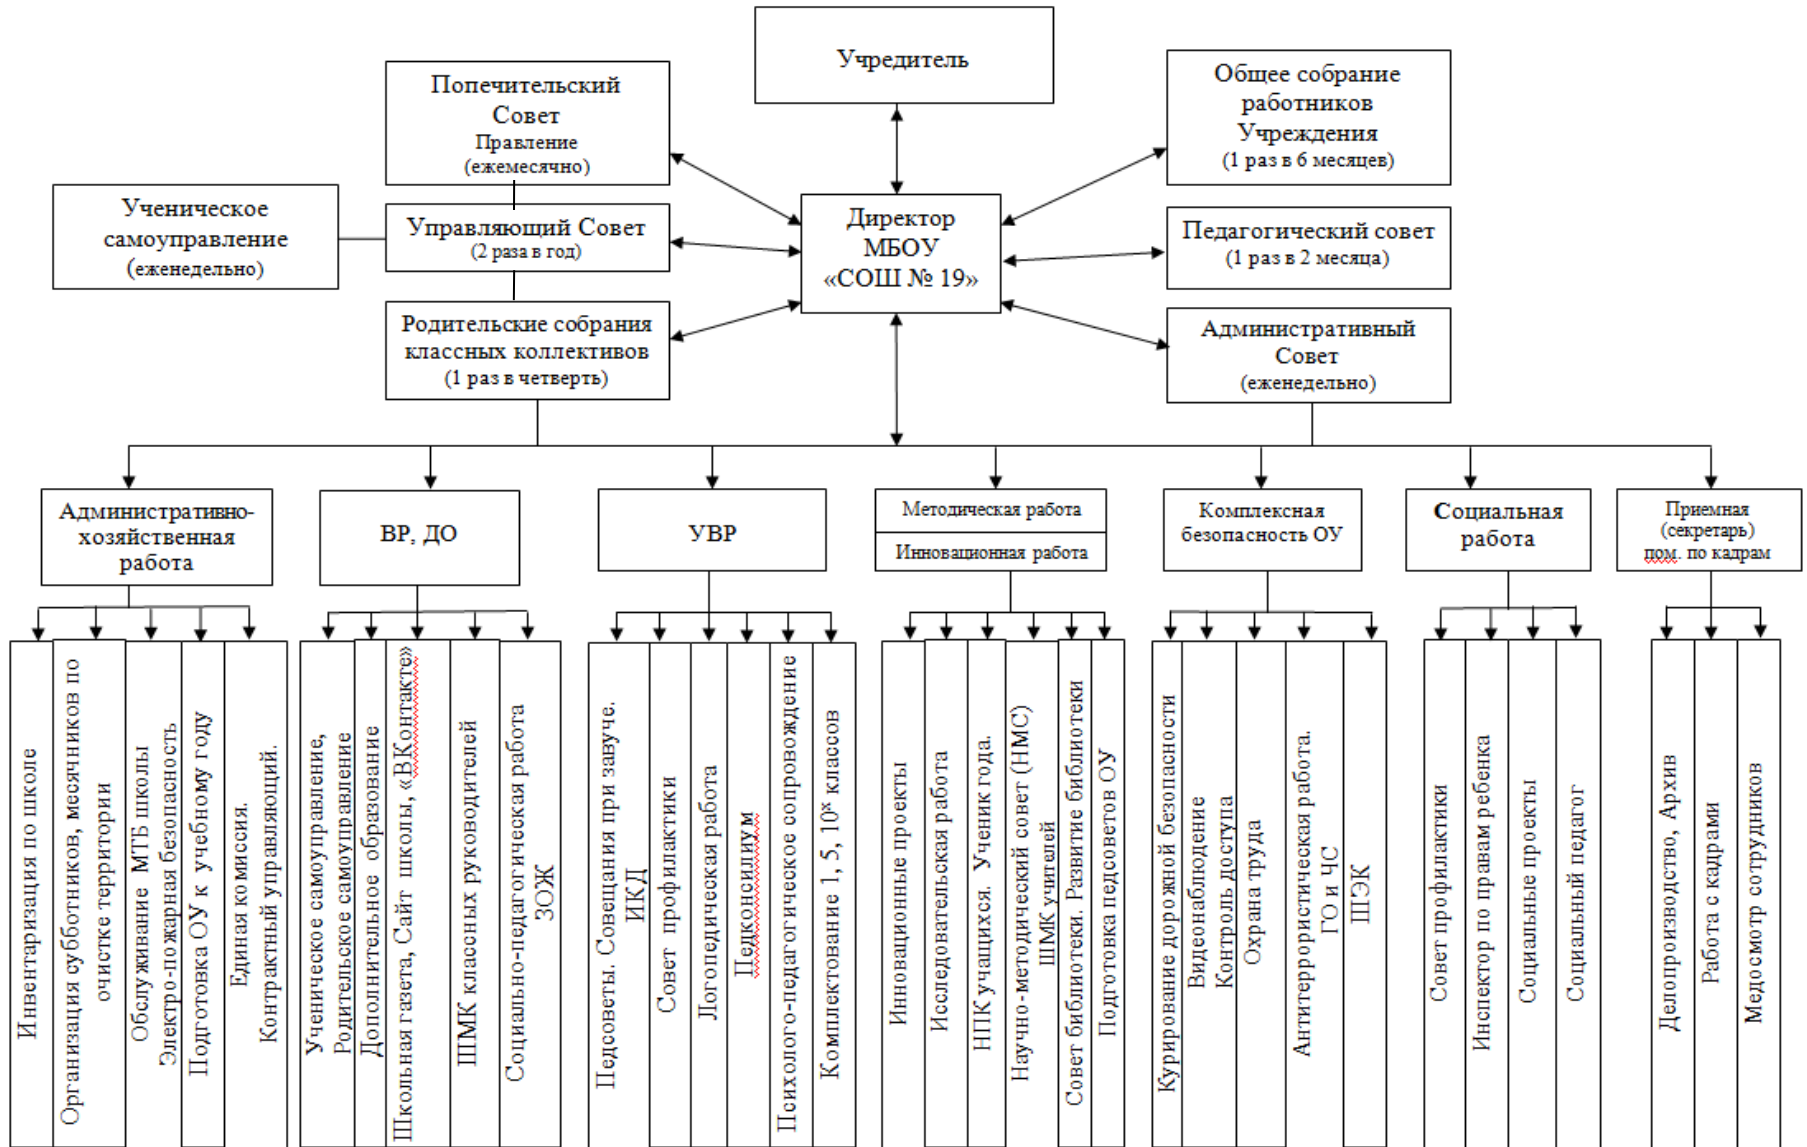 Учредитель
Попечительский
Совет
Правление
(ежемесячно)
Общее собрание
работников
Учреждения
(1 раз в 6 месяцев)
Ученическое
самоуправление
(еженедельно)
Управляющий Совет
(2 раза в год)
Директор
МБОУ
«СОШ № 19»
Педагогический совет
(1 раз в 2 месяца)
Родительские собрания
классных коллективов
(1 раз в четверть)
Административный
Совет
(еженедельно)
Административно-
хозяйственная
работа
ВР, ДО
УВР
Методическая работа
Инновационная работа
Комплексная
безопасность ОУ
Социальная
работа
Приемная
(секретарь)
пом. по кадрам
Инвентаризация по школе
Организация субботников, месячников по
очистке территории
Обслуживание МТБ школы
Электро-пожарная безопасность
Подготовка ОУ к учебному году
Единая комиссия.
Контрактный управляющий.
Ученическое самоуправление,
Родительское самоуправление
Дополнительное образование
Школьная газета, Сайт школы, «ВКонтакте»
ШМК классных руководителей
Социально-педагогическая работа
ЗОЖ
Педсоветы. Совещания при завуче.
ИКД
Совет профилактики
Логопедическая работа
Педконсилиум
Психолого-педагогическое сопровождение
Комплектование 1, 5, 10ˣ классов
Инновационные проекты
Исследовательская работа
НПК учащихся. Ученик года.
Научно-методический совет (НМС)
ШМК учителей
Совет библиотеки. Развитие библиотеки
Подготовка педсоветов ОУ
Курирование дорожной безопасности
Видеонаблюдение
Контроль доступа
Охрана труда
Антитеррористическая работа.
ГО и ЧС
ПЭК
Совет профилактики
Инспектор по правам ребенка
Социальные проекты
Социальный педагог
Делопроизводство, Архив
Работа с кадрами
Медосмотр сотрудников